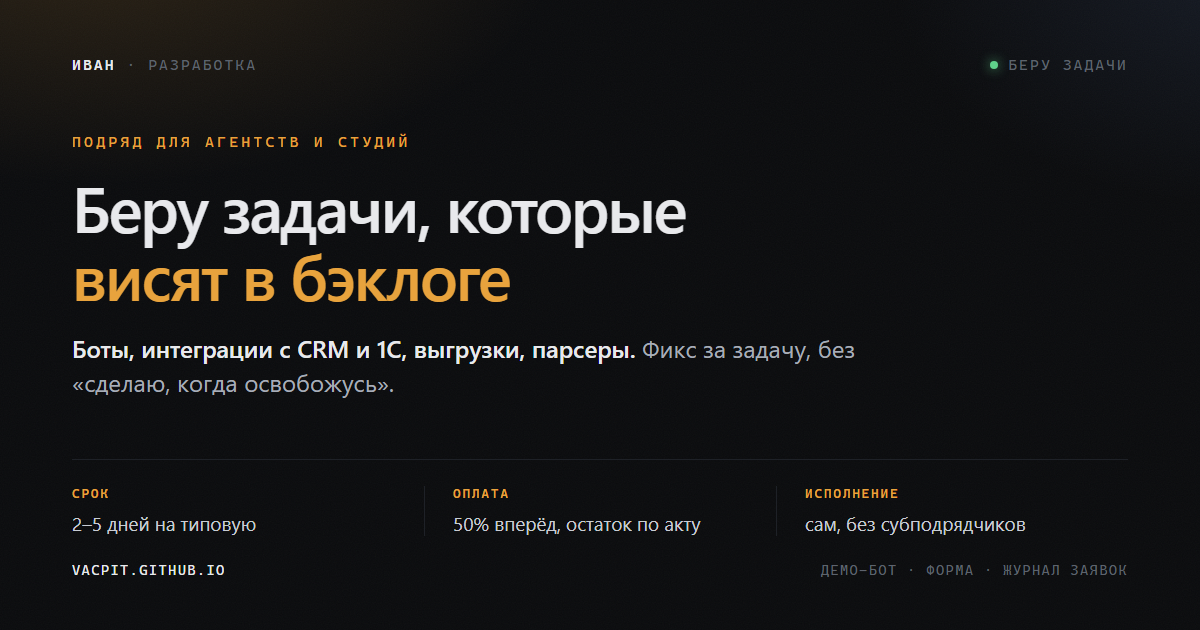 ИВАН · РАЗРАБОТКА
БЕРУ ЗАДАЧИ
ПОДРЯД ДЛЯ АГЕНТСТВ И СТУДИЙ
Беру задачи, которые
висят в бэклоге
Боты, интеграции с CRM и 1С, выгрузки, парсеры. Фикс за задачу, без
«сделаю, когда освобожусь».
СРОК
2–5 дней на типовую
ОПЛАТА
50% вперёд, остаток по акту
ИСПОЛНЕНИЕ
сам, без субподрядчиков
VACPIT.GITHUB.IO
ДЕМО-БОТ · ФОРМА · ЖУРНАЛ ЗАЯВОК